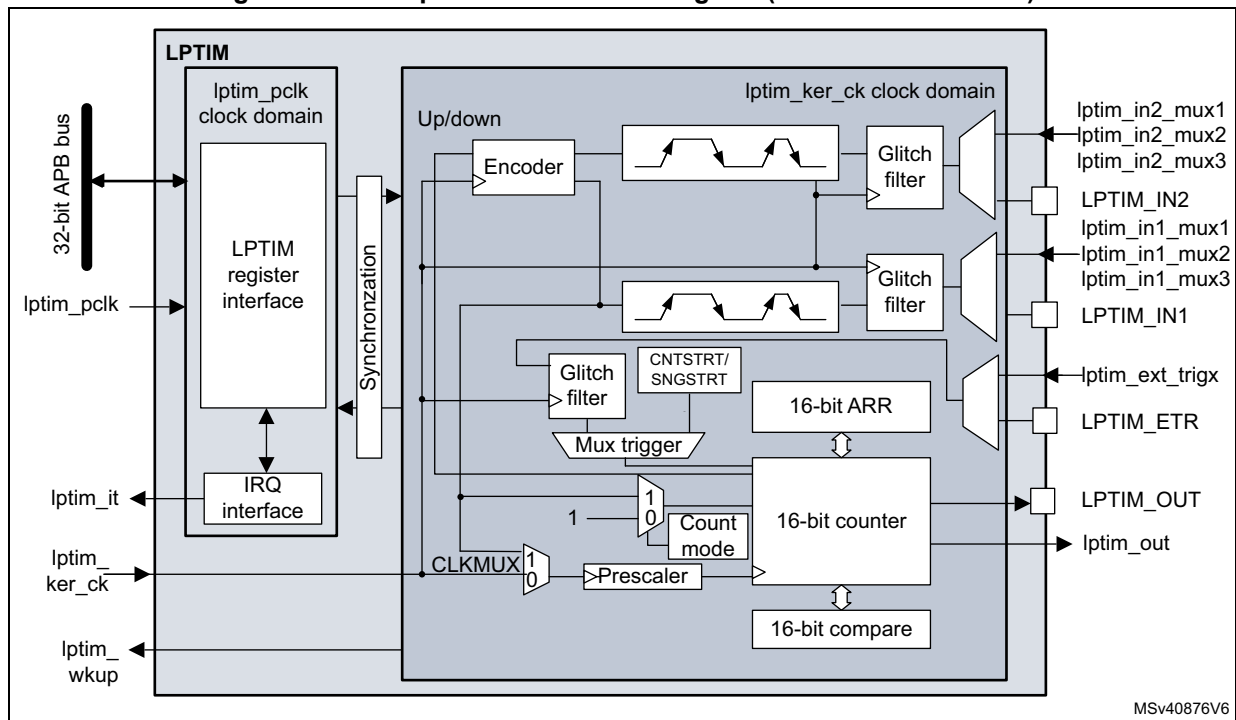 LPTIM
lptim_pclk
clock domain
lptim_ker_ck clock domain
Up/down
32-bit APB bus
LPTIM
register
interface
Synchronzation
Encoder
Glitch
filter
lptim_in2_mux1
lptim_in2_mux2
lptim_in2_mux3
LPTIM_IN2
lptim_in1_mux1
lptim_in1_mux2
lptim_in1_mux3
Glitch
filter
LPTIM_IN1
lptim_pclk
Glitch
filter
CNTSTRT/
SNGSTRT
16-bit ARR
lptim_ext_trigx
LPTIM_ETR
Mux trigger
lptim_it
IRQ
interface
1
1
0
Count
mode
16-bit counter
LPTIM_OUT
lptim_out
lptim_
ker_ck
CLKMUX
1
0
Prescaler
16-bit compare
lptim_
wkup
MSv40876V6